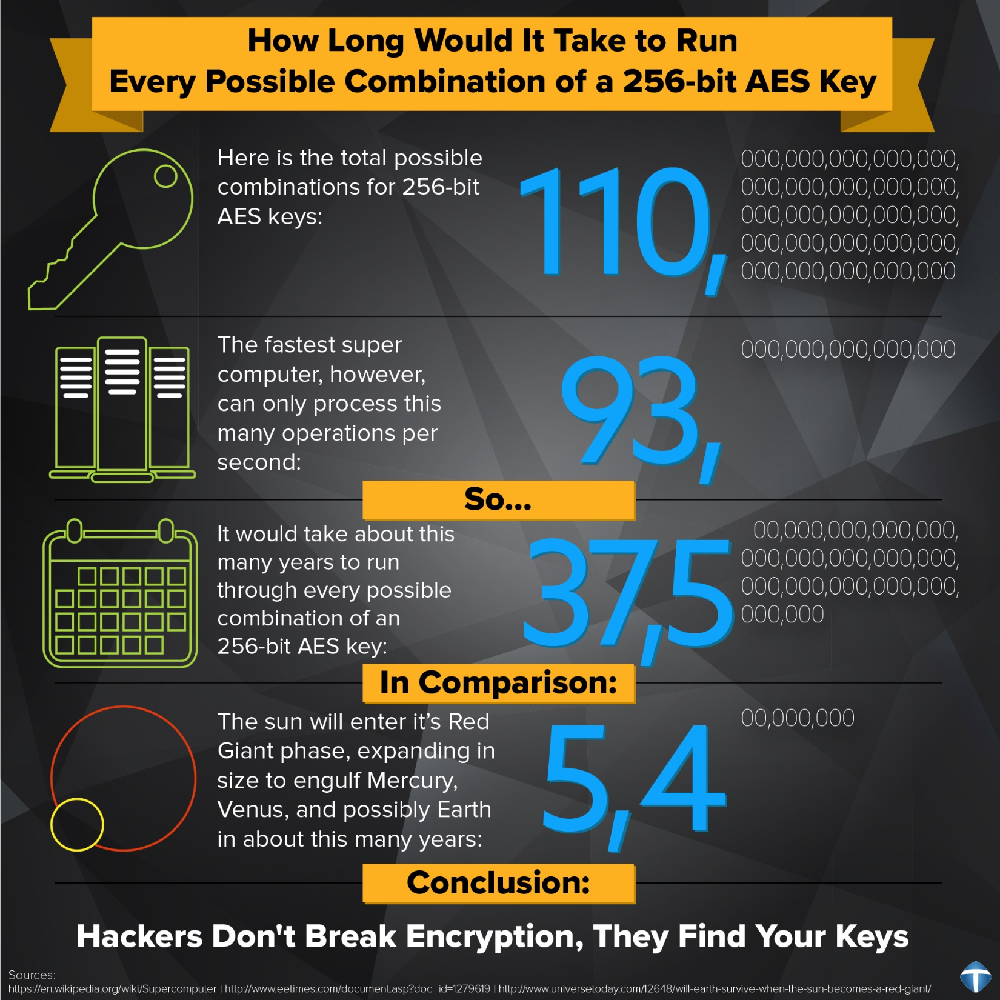 How Long Would It Take to Run
Every Possible Combination of a 256-bit AES Key
Here is the total possible
combinations for 256-bit
AES keys:
110,
000,000,000,000,000,
000,000,000,000,000,
000,000,000,000,000,
000,000,000,000,000,
000,000,000,000,000
The fastest super
computer, however,
can only process this
many operations per
second:
93,
000,000,000,000,000
So...
It would take about this
many years to run
through every possible
combination of an
256-bit AES key:
37,5
00,000,000,000,000,
000,000,000,000,000,
000,000,000,000,000,
000,000
In Comparison:
The sun will enter it’s Red
Giant phase, expanding in
size to engulf Mercury,
Venus, and possibly Earth
in about this many years:
5,4
00,000,000
Conclusion:
Hackers Don't Break Encryption, They Find Your Keys
Sources:
https://en.wikipedia.org/wiki/Supercomputer | http://www.eetimes.com/document.asp?doc_id=1279619 | http://www.universetoday.com/12648/will-earth-survive-when-the-sun-becomes-a-red-giant/